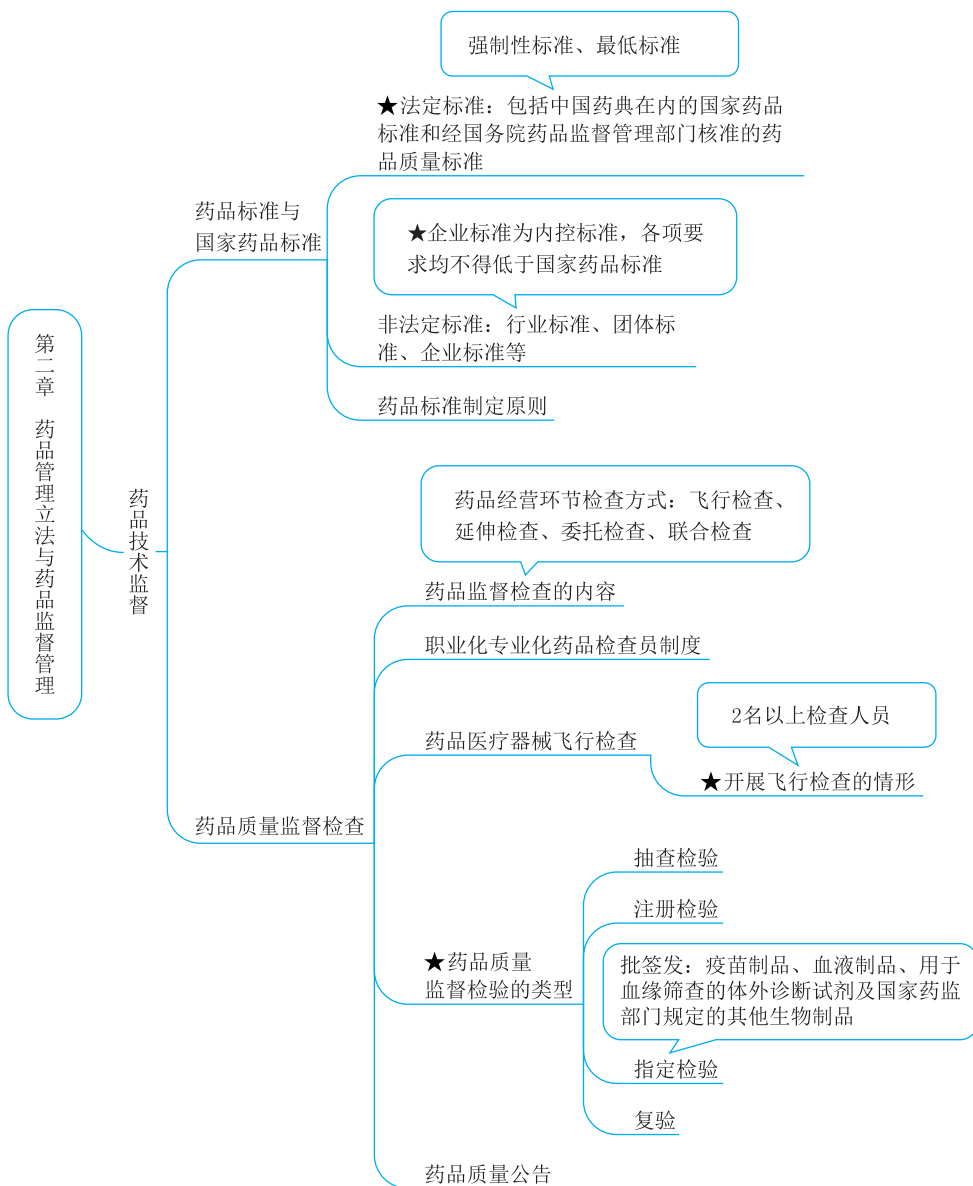 强制性标准、最低标准
★法定标准：包括中国药典在内的国家药品
标准和经国务院药品监督管理部门核准的药
品质量标准
药品标准与
国家药品标准
★企业标准为内控标准，各项要
求均不得低于国家药品标准
非法定标准：行业标准、团体标
准、企业标准等
药品标准制定原则
第二章 药品管理立法与药品监督管理
药品技术监督
药品经营环节检查方式：飞行检查、
延伸检查、委托检查、联合检查
药品监督检查的内容
职业化专业化药品检查员制度
2名以上检查人员
药品医疗器械飞行检查
★开展飞行检查的情形
药品质量监督检查
抽查检验
注册检验
★药品质量
监督检验的类型
批签发：疫苗制品、血液制品、用于
血缘筛查的体外诊断试剂及国家药监
部门规定的其他生物制品
指定检验
复验
药品质量公告